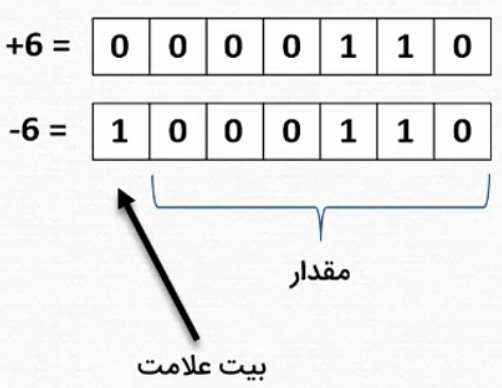 +6 = 0 0 0 0 1 1 0
-6 = 1 0 0 0 1 1 0
مقدار
بیت علامت